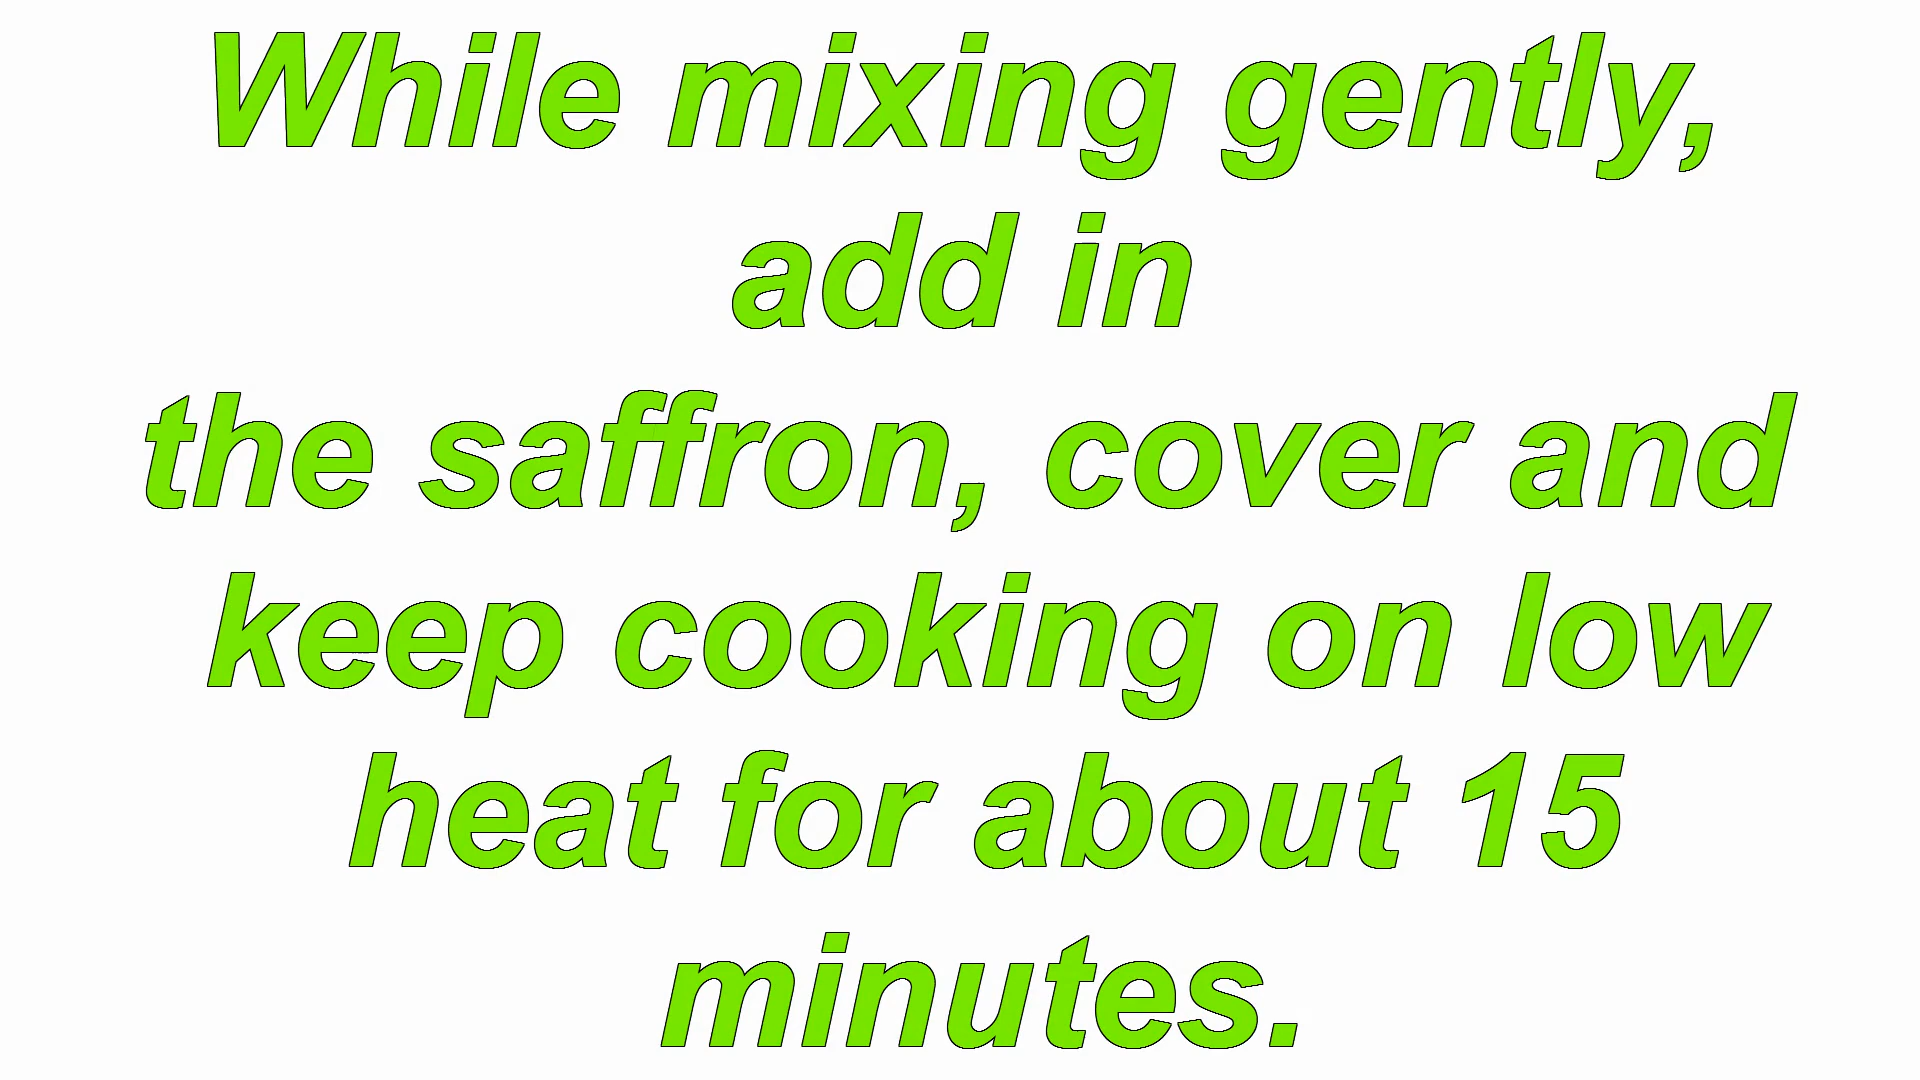 While mixing gently,
add in
the saffron, cover and
keep cooking on low
heat for about 15
minutes.